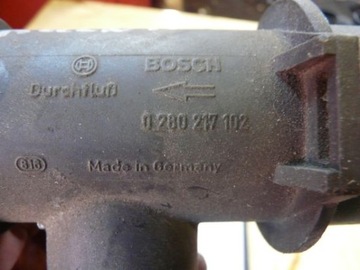 BOSCH
Durchfluß
0 280 217 102
Made in Germany